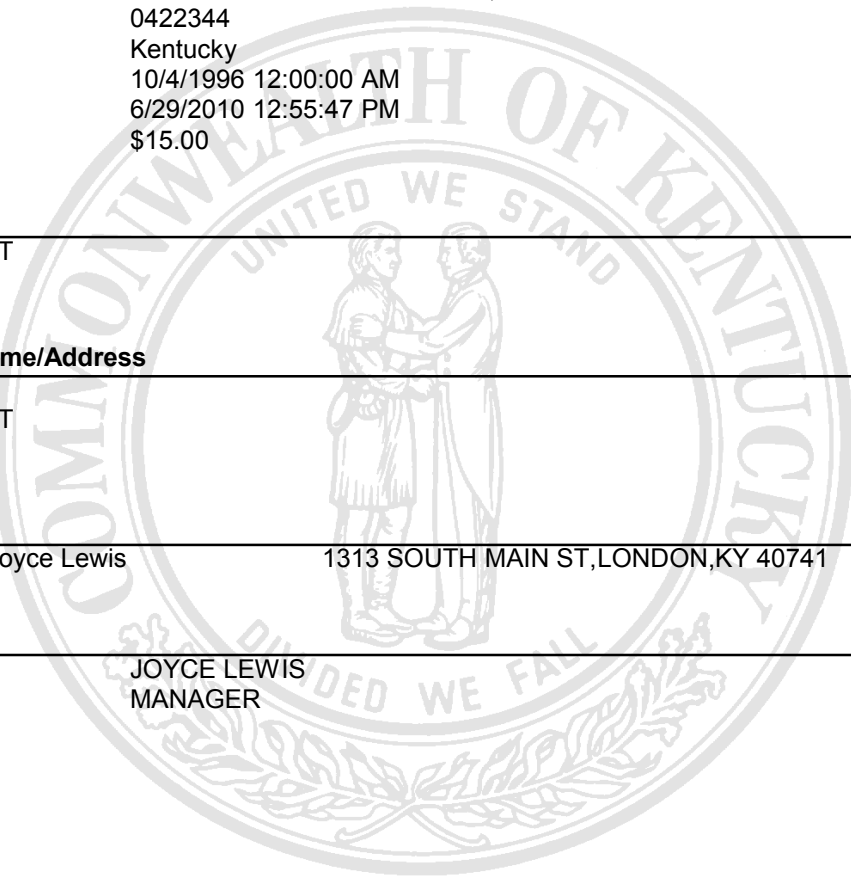 0422344
Kentucky
10/4/1996 12:00:00 AM
6/29/2010 12:55:47 PM
$15.00
COMMONWEALTH OF KENTUCKY
UNITED WE STAND
T
me/Address
T
oyce Lewis 1313 SOUTH MAIN ST,LONDON,KY 40741
DIVIDED WE FALL
JOYCE LEWIS
MANAGER